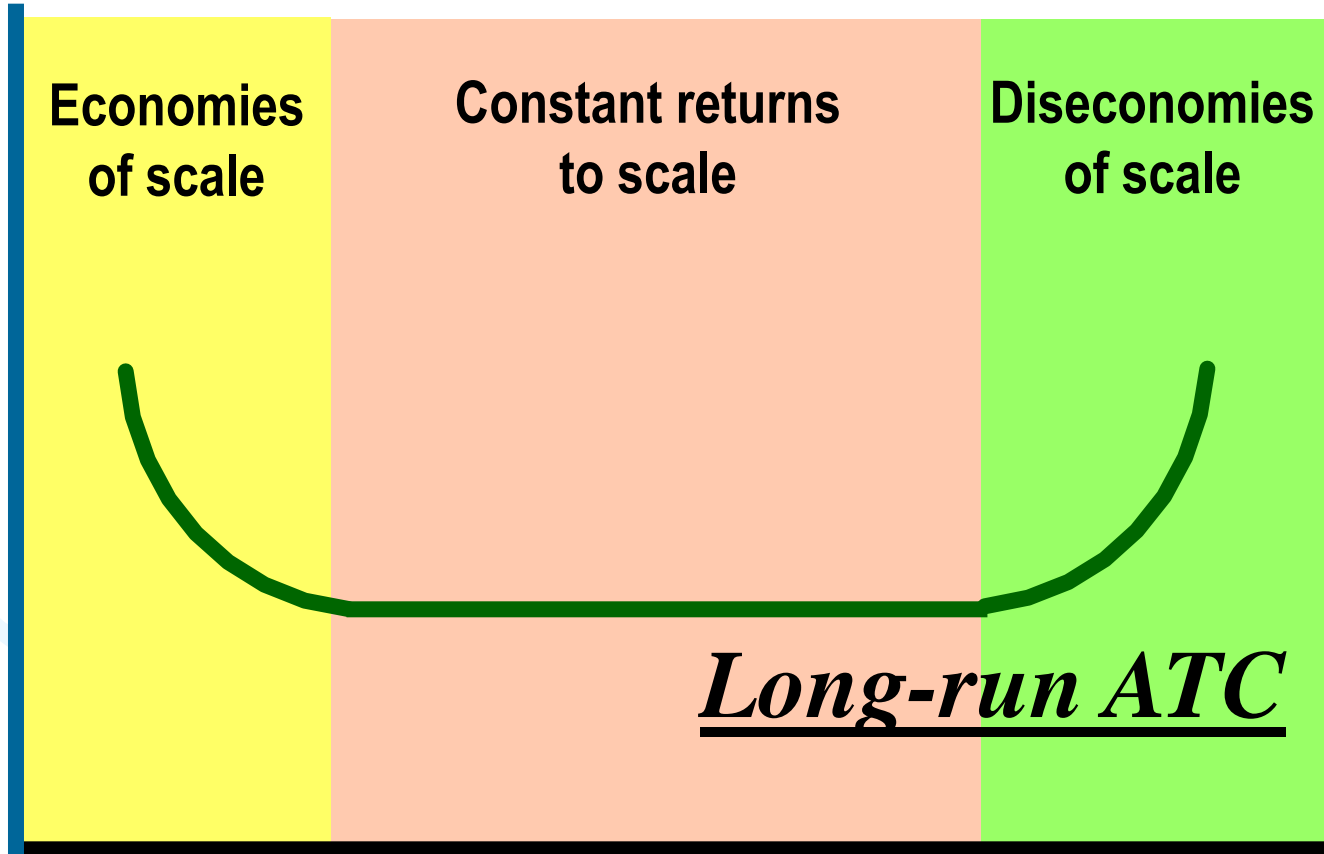 Economies
of scale
Constant returns
to scale
Diseconomies
of scale
Long-run ATC